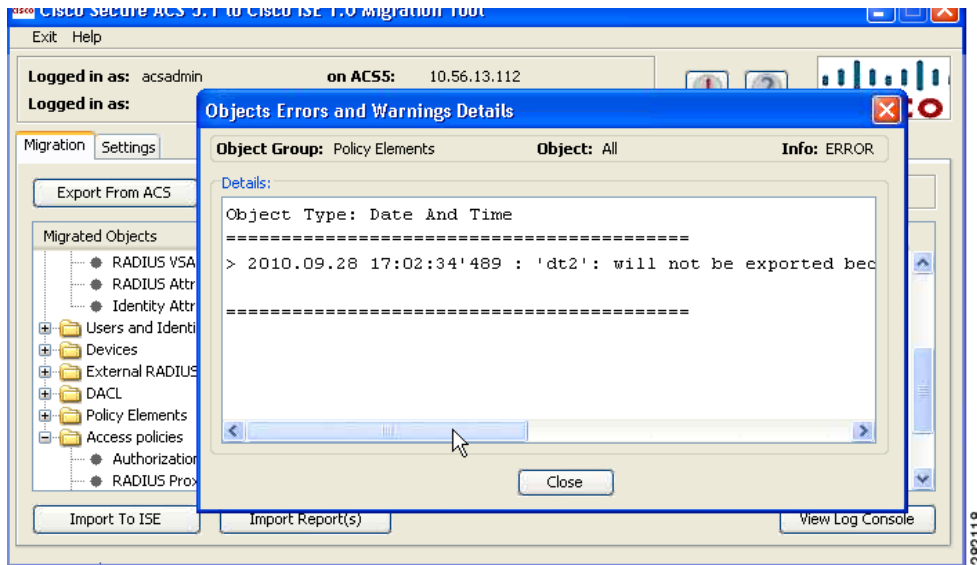 Cisco Secure ACS 5.1 to Cisco ISE 1.0 Migration Tool
Exit Help
Logged in as: acsadmin on ACS5: 10.56.13.112
Logged in as:
Objects Errors and Warnings Details
Object Group: Policy Elements Object: All Info: ERROR
Migration Settings
Details:
Export From ACS
Object Type: Date And Time
==========================================
> 2010.09.28 17:02:34'489 : 'dt2': will not be exported bec
==========================================
Migrated Objects
RADIUS VSA
RADIUS Attr
Identity Attr
Users and Identi
Devices
External RADIUS
DACL
Policy Elements
Access policies
Authorization
RADIUS Prox
Close
Import To ISE Import Report(s) View Log Console